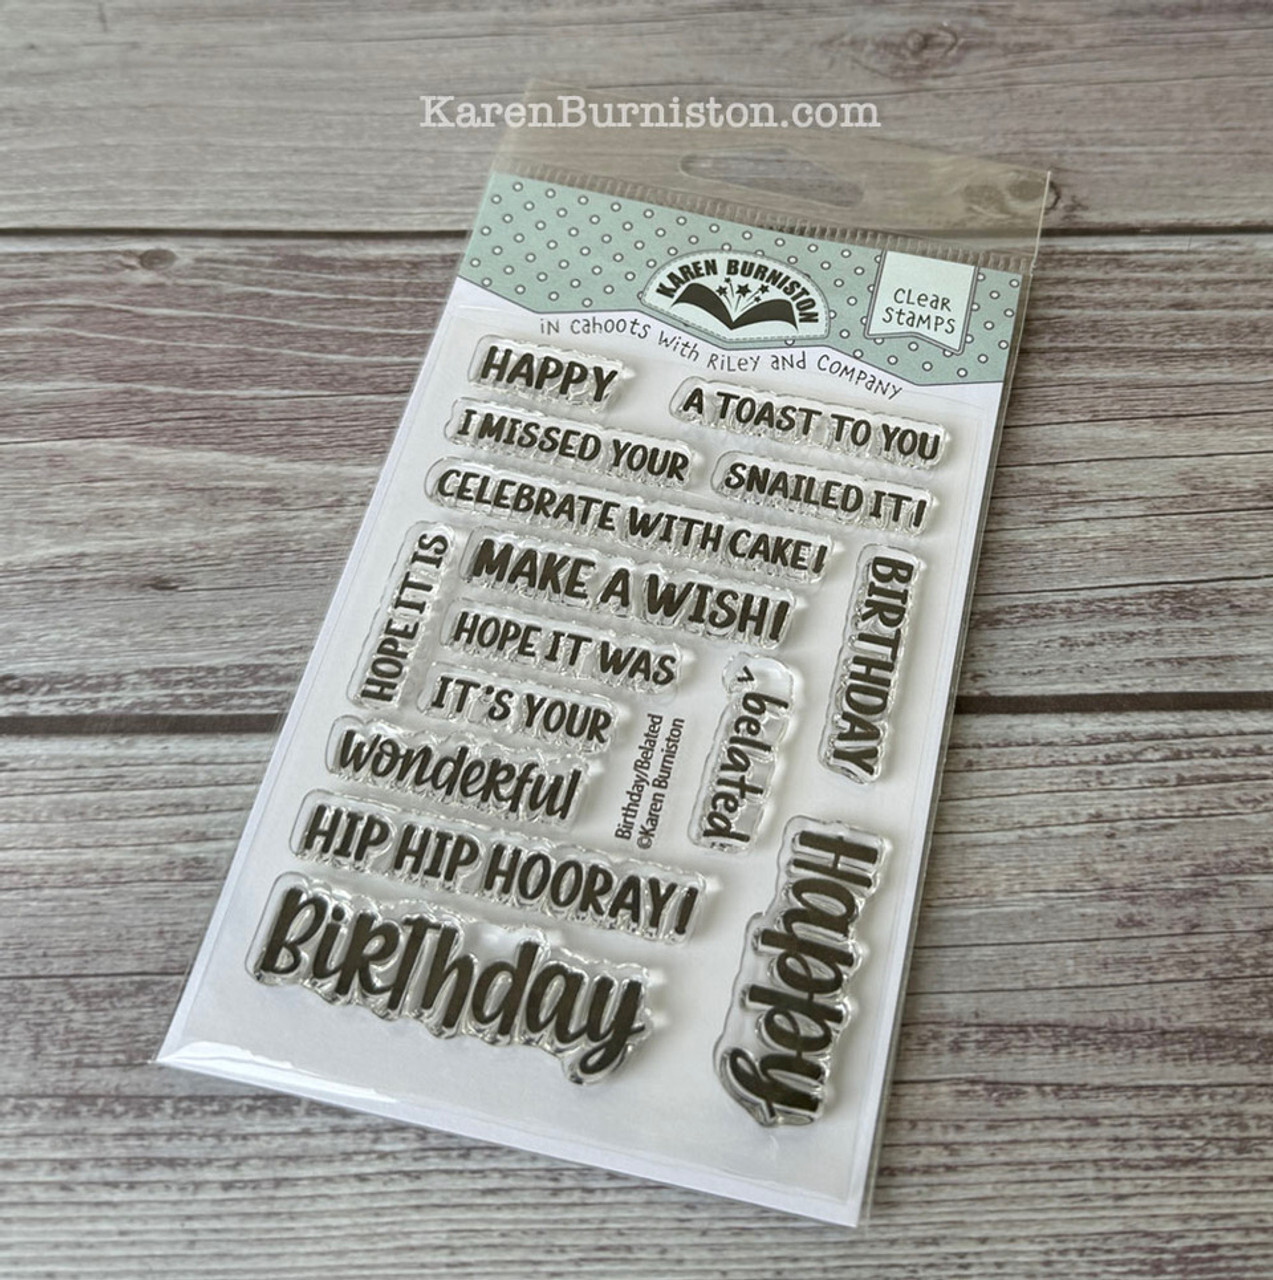 KarenBurniston.com
KAREN BURNISTON
CLEAR
STAMPS
iN cahoots with RiLey aNd COMPaNY
HAPPY
A TOAST TO YOU
I MISSED YOUR
SNAILED IT!
CELEBRATE WITH CAKE!
HOPE IT IS
MAKE A WISH!
BIRTHDAY
HOPE IT WAS
^belated
IT'S YOUR
Birthday/Belated
©Karen Burniston
wonderful
HIP HIP HOORAY!
Happy
BiRThday